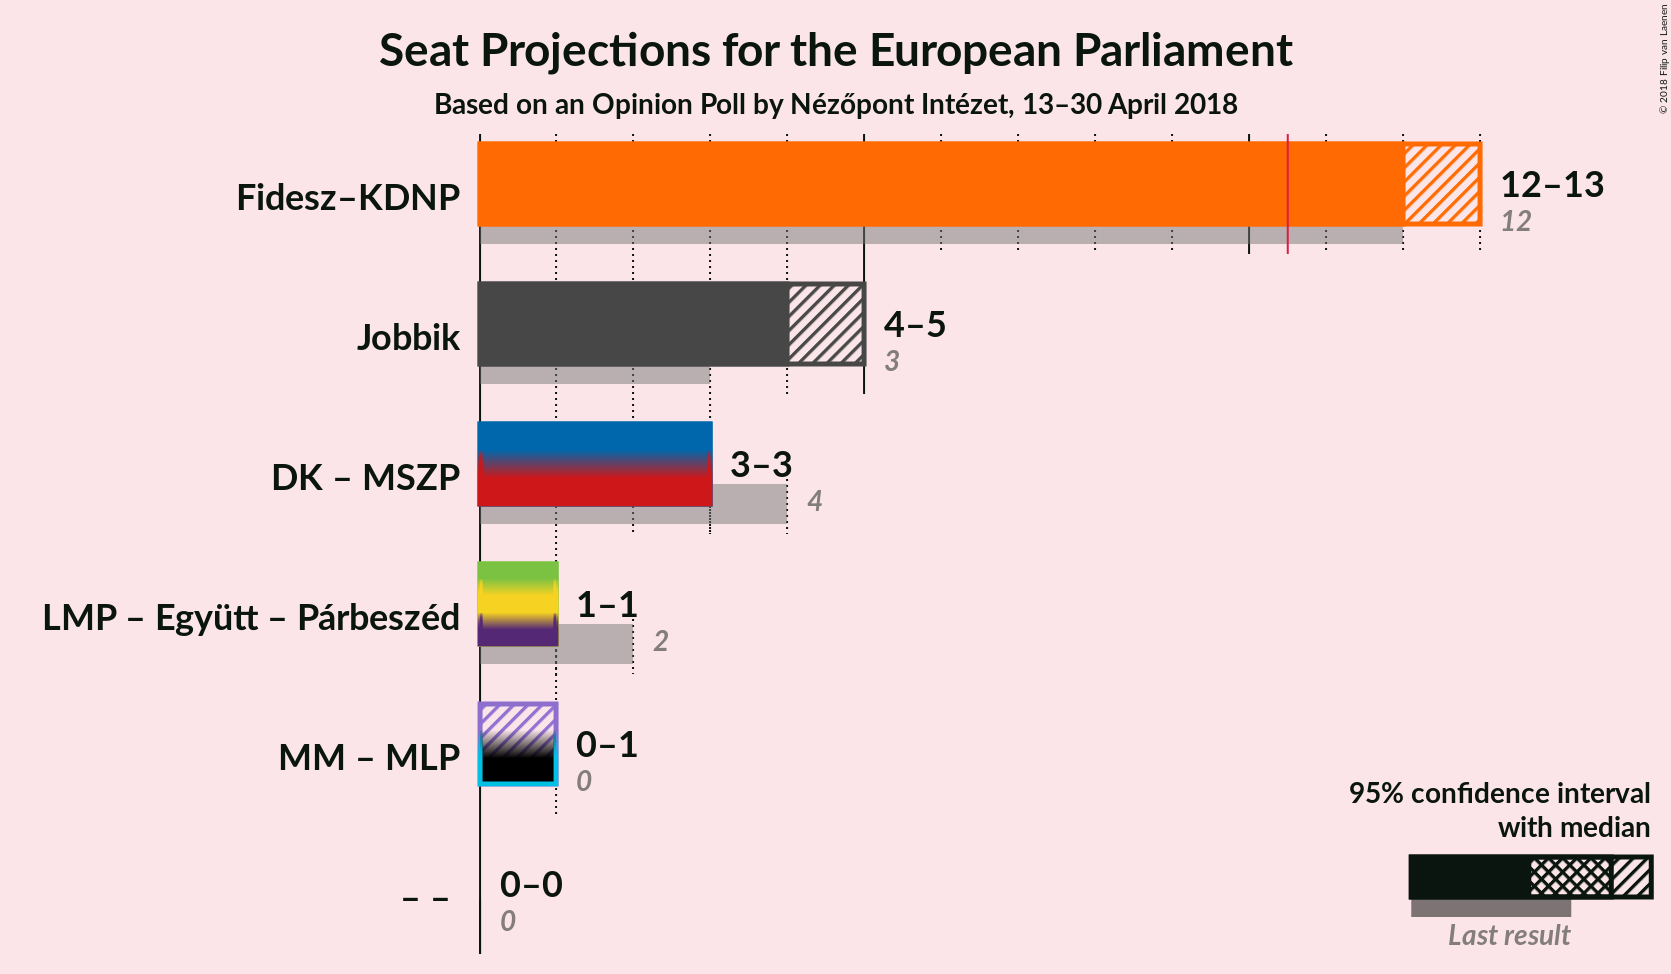 Seat Projections for the European Parliament
Based on an Opinion Poll by Nézőpont Intézet, 13–30 April 2018
© 2018 Filip van Laenen
Fidesz–KDNP
12–13
12
Jobbik
4–5
3
DK – MSZP
3–3
4
LMP – Együtt – Párbeszéd
1–1
2
MM – MLP
0–1
0
– –
0–0
0
95% confidence interval
with median
Last result